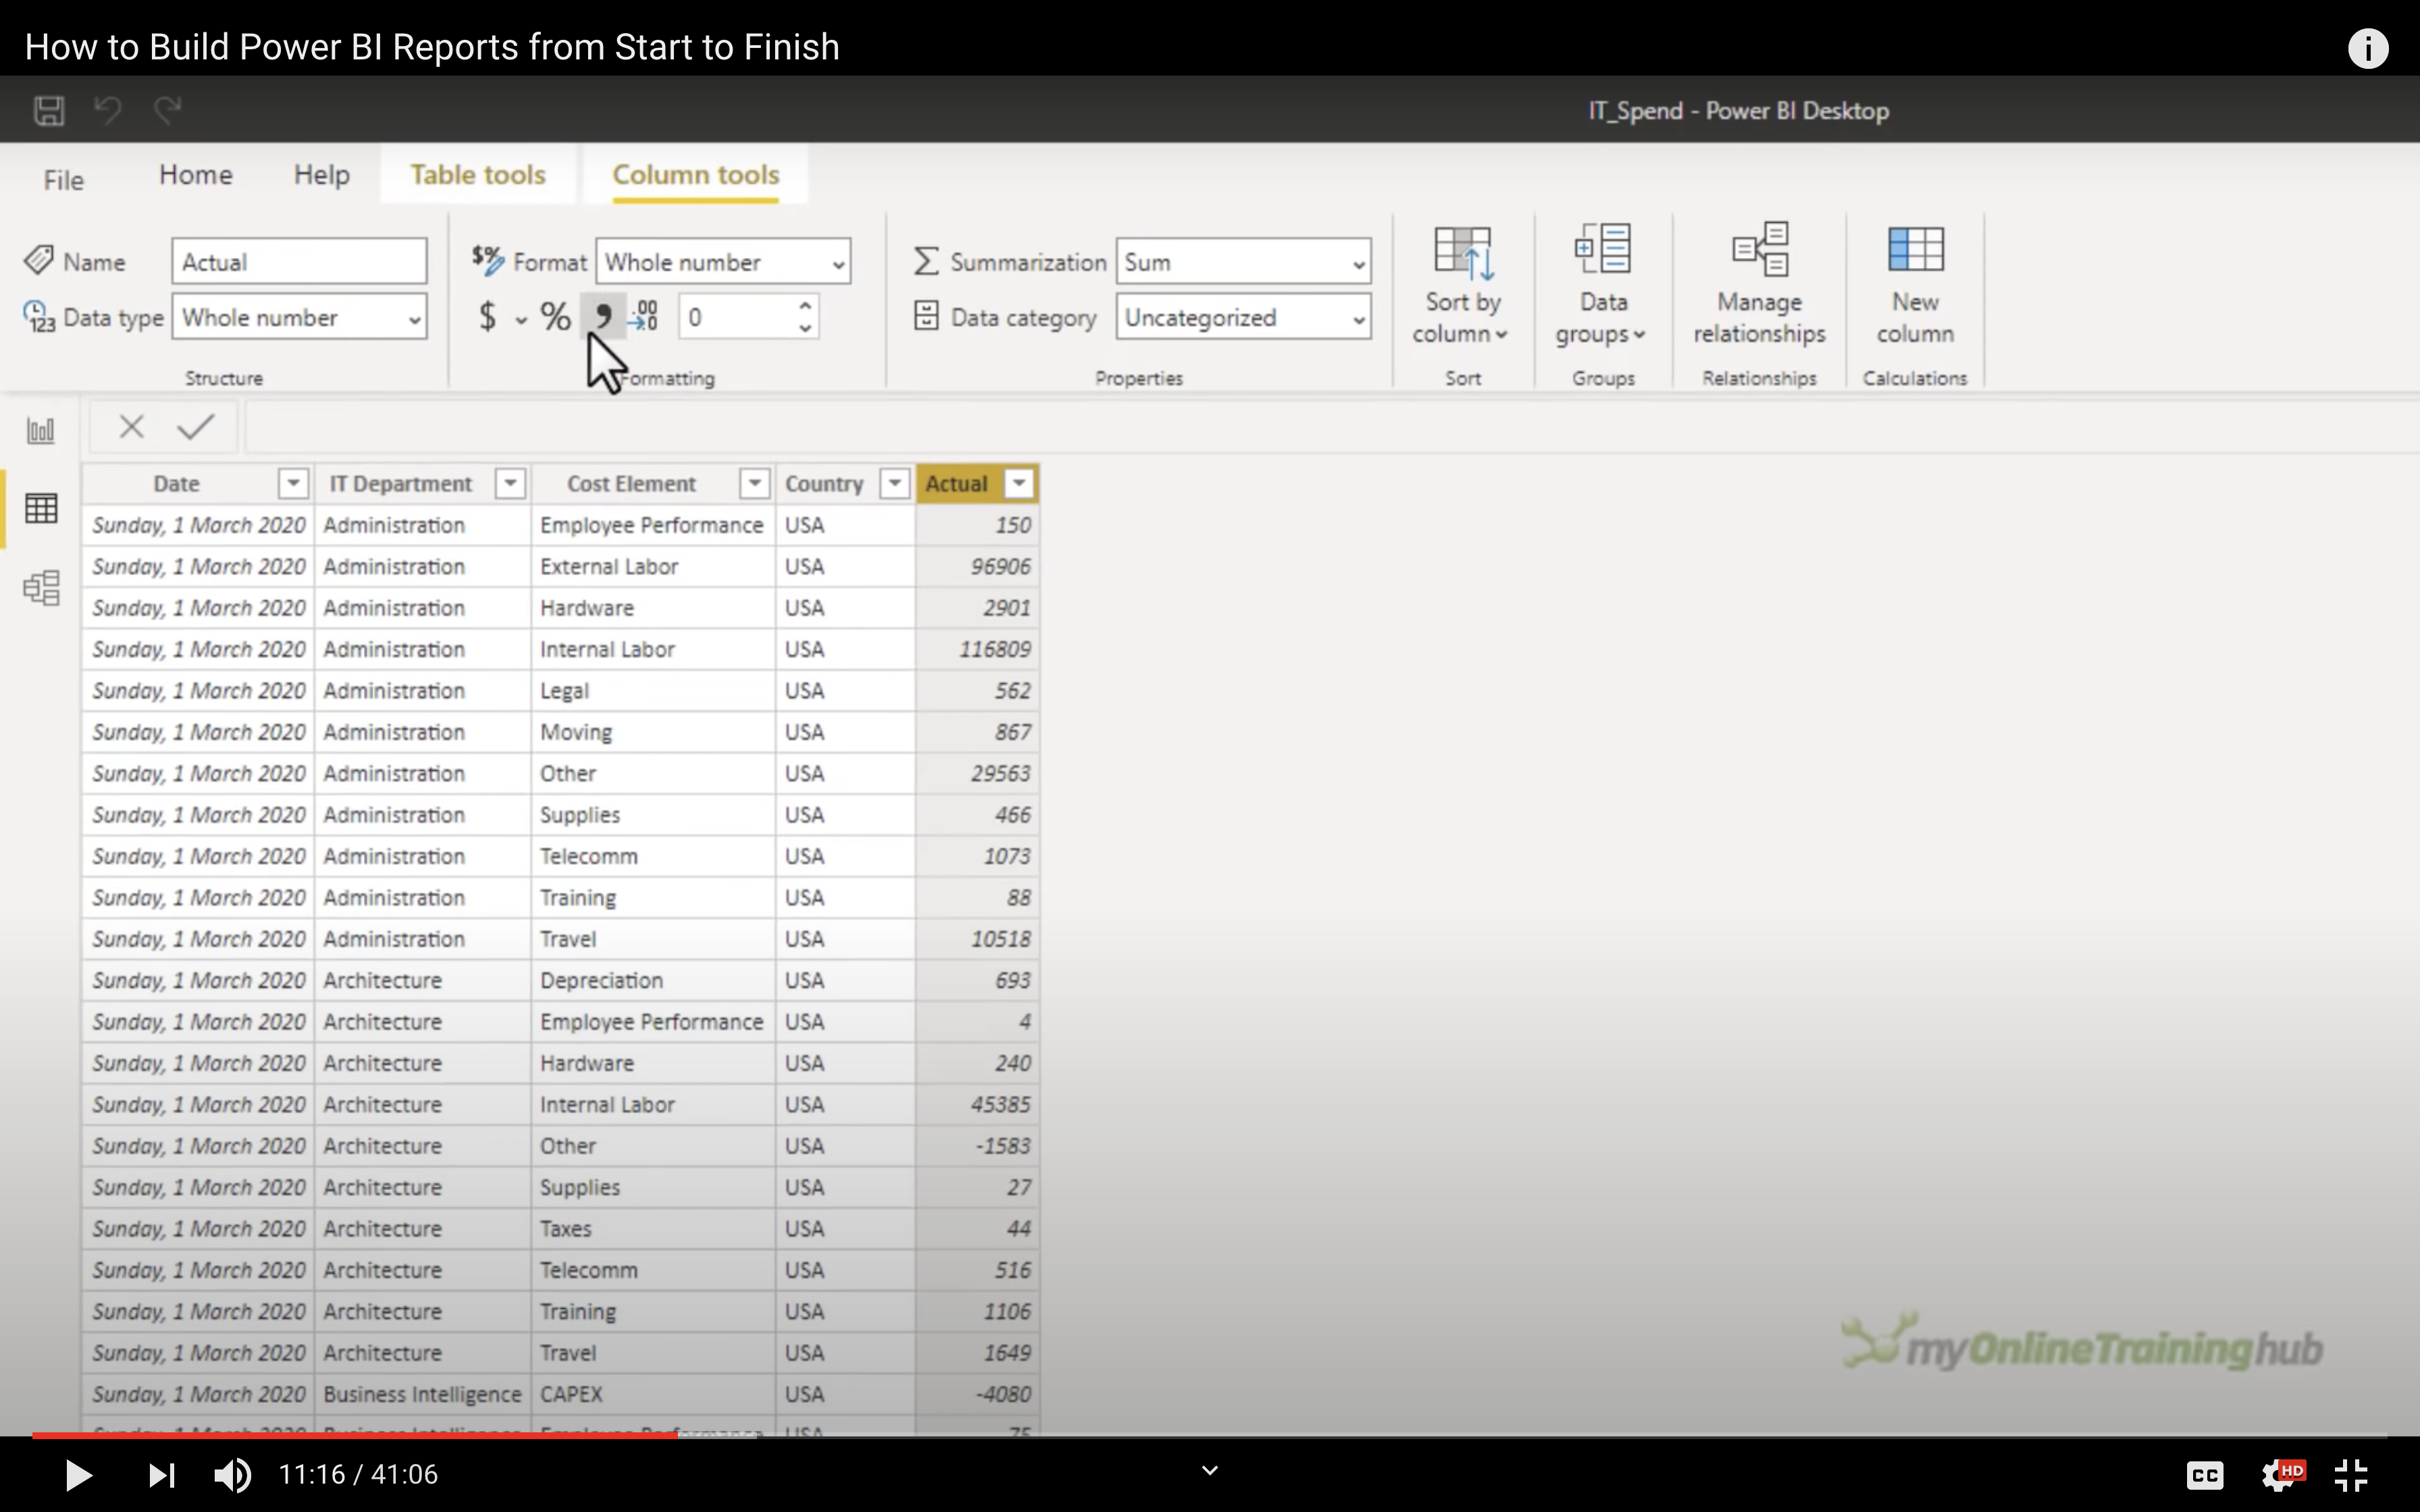 How to Build Power BI Reports from Start to Finish
IT_Spend - Power BI Desktop
File Home Help Table tools Column tools
Name Actual $% Format Whole number Summarization Sum
123 Data type Whole number $ % , .00 0 0 Data category Uncategorized
Sort by column Data groups Manage relationships New column
Structure Formatting Properties Sort Groups Relationships Calculations
Date IT Department Cost Element Country Actual
Sunday, 1 March 2020 Administration Employee Performance USA 150
Sunday, 1 March 2020 Administration External Labor USA 96906
Sunday, 1 March 2020 Administration Hardware USA 2901
Sunday, 1 March 2020 Administration Internal Labor USA 116809
Sunday, 1 March 2020 Administration Legal USA 562
Sunday, 1 March 2020 Administration Moving USA 867
Sunday, 1 March 2020 Administration Other USA 29563
Sunday, 1 March 2020 Administration Supplies USA 466
Sunday, 1 March 2020 Administration Telecomm USA 1073
Sunday, 1 March 2020 Administration Training USA 88
Sunday, 1 March 2020 Administration Travel USA 10518
Sunday, 1 March 2020 Architecture Depreciation USA 693
Sunday, 1 March 2020 Architecture Employee Performance USA 4
Sunday, 1 March 2020 Architecture Hardware USA 240
Sunday, 1 March 2020 Architecture Internal Labor USA 45385
Sunday, 1 March 2020 Architecture Other USA -1583
Sunday, 1 March 2020 Architecture Supplies USA 27
Sunday, 1 March 2020 Architecture Taxes USA 44
Sunday, 1 March 2020 Architecture Telecomm USA 516
Sunday, 1 March 2020 Architecture Training USA 1106
Sunday, 1 March 2020 Architecture Travel USA 1649
Sunday, 1 March 2020 Business Intelligence CAPEX USA -4080
myOnlineTraininghub
11:16 / 41:06
CC HD